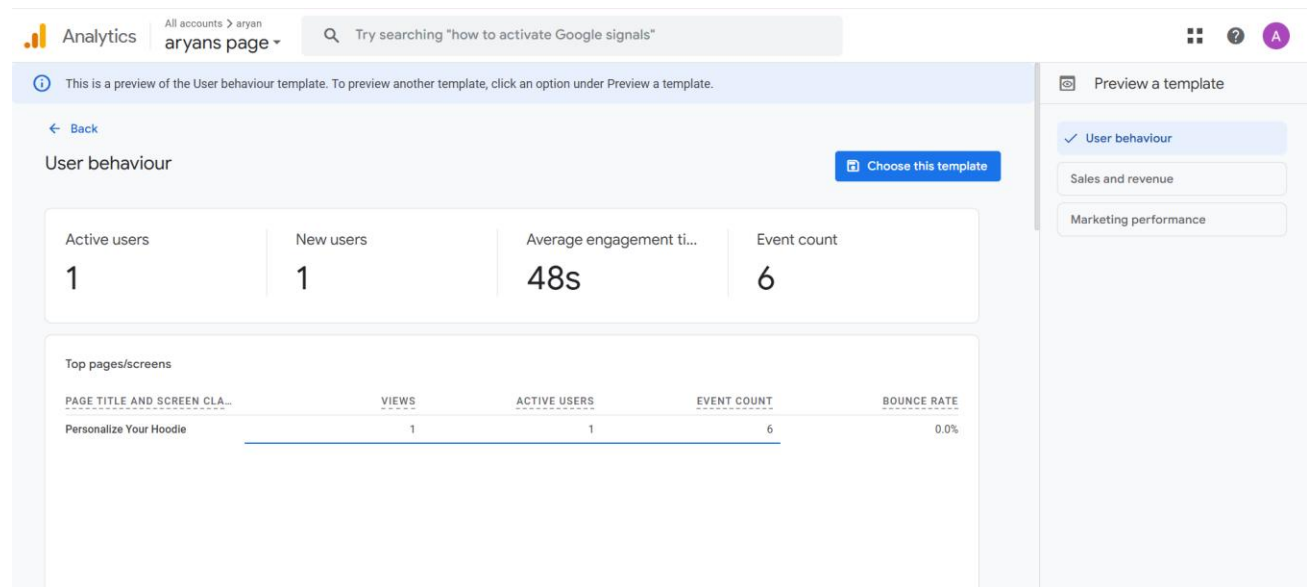 All accounts > aryan
Analytics
aryans page
Try searching "how to activate Google signals"
A
This is a preview of the User behaviour template. To preview another template, click an option under Preview a template.
Preview a template
Back
User behaviour
User behaviour
Choose this template
Sales and revenue
Marketing performance
Active users
New users
Average engagement ti...
Event count
1
1
48s
6
Top pages/screens
PAGE TITLE AND SCREEN CLA... VIEWS ACTIVE USERS EVENT COUNT BOUNCE RATE
Personalize Your Hoodie 1 1 6 0.0%